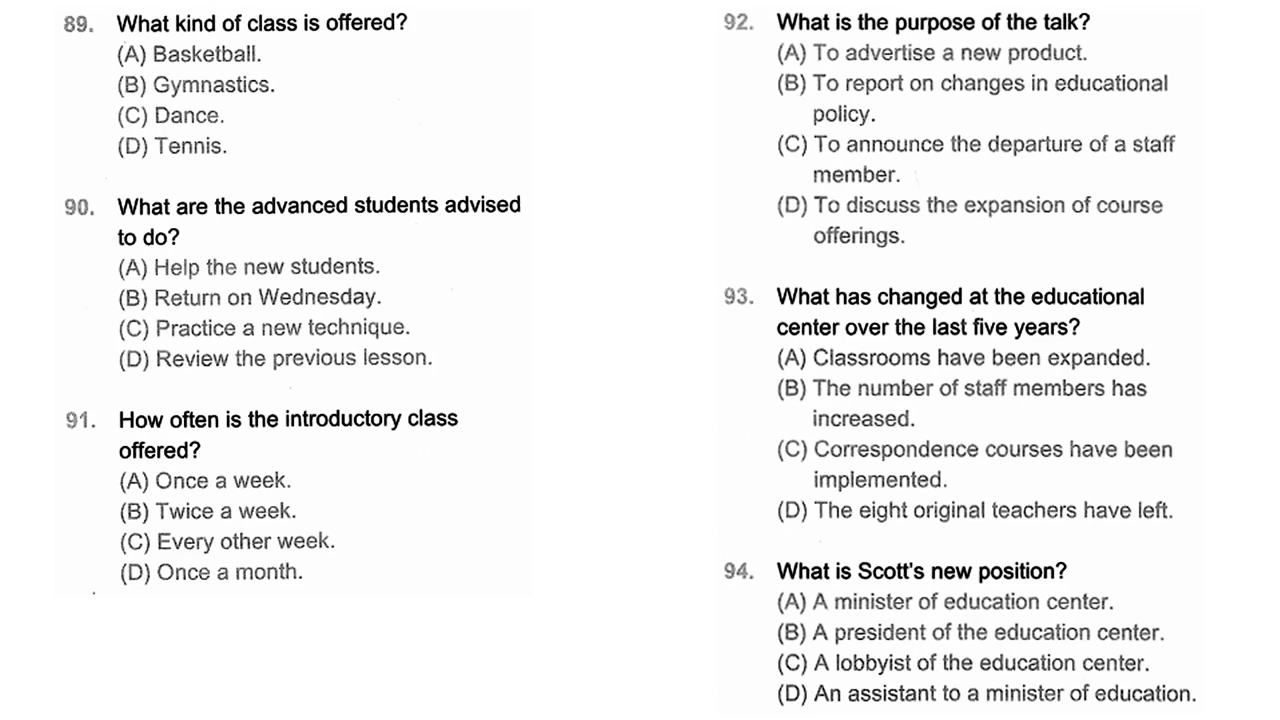 89. What kind of class is offered?
(A) Basketball.
(B) Gymnastics.
(C) Dance.
(D) Tennis.
90. What are the advanced students advised
to do?
(A) Help the new students.
(B) Return on Wednesday.
(C) Practice a new technique.
(D) Review the previous lesson.
91. How often is the introductory class
offered?
(A) Once a week.
(B) Twice a week.
(C) Every other week.
(D) Once a month.
92. What is the purpose of the talk?
(A) To advertise a new product.
(B) To report on changes in educational
policy.
(C) To announce the departure of a staff
member.
(D) To discuss the expansion of course
offerings.
93. What has changed at the educational
center over the last five years?
(A) Classrooms have been expanded.
(B) The number of staff members has
increased.
(C) Correspondence courses have been
implemented.
(D) The eight original teachers have left.
94. What is Scott's new position?
(A) A minister of education center.
(B) A president of the education center.
(C) A lobbyist of the education center.
(D) An assistant to a minister of education.